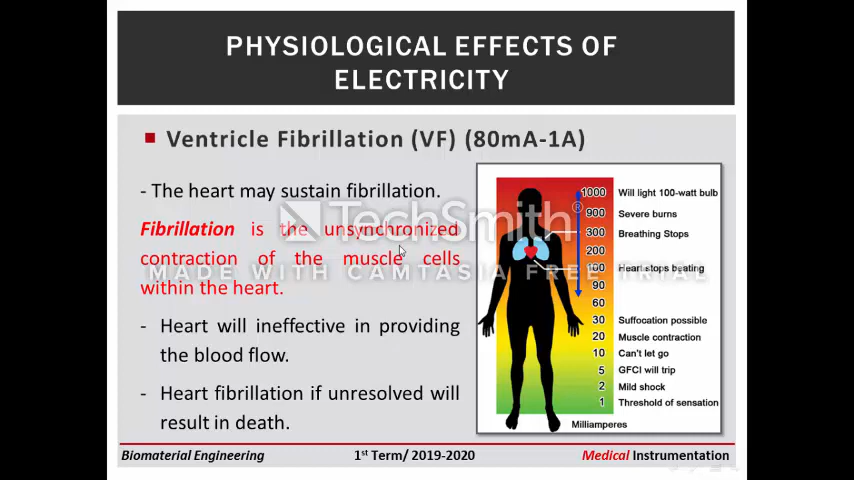 PHYSIOLOGICAL EFFECTS OF
ELECTRICITY
Ventricle Fibrillation (VF) (80mA-1A)
- The heart may sustain fibrillation.
Fibrillation is the unsynchronized
contraction of the muscle cells
within the heart.
- Heart will ineffective in providing
the blood flow.
- Heart fibrillation if unresolved will
result in death.
1000 Will light 100-watt bulb
900 Severe burns
300 Breathing Stops
200
100 Heart stops beating
90
60
30 Suffocation possible
20 Muscle contraction
10 Can't let go
5 GFCI will trip
2 Mild shock
1 Threshold of sensation
Milliamperes
TechSmith
MADE WITH CAMTASIA FREE TRIAL
Biomaterial Engineering
1st Term/ 2019-2020
Medical Instrumentation